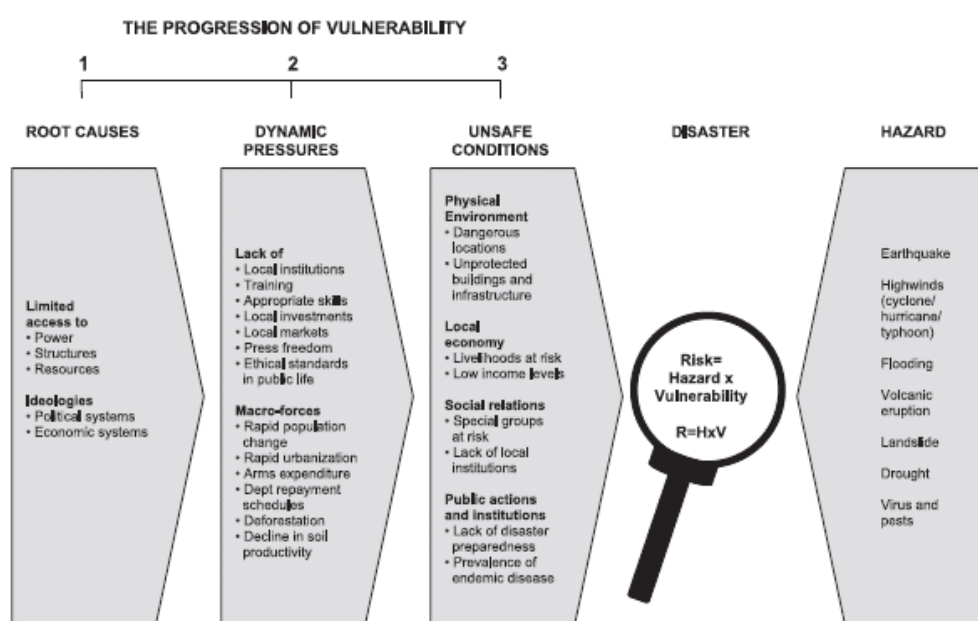 THE PROGRESSION OF VULNERABILITY
1
2
3
ROOT CAUSES
DYNAMIC
PRESSURES
UNSAFE
CONDITIONS
DISASTER
HAZARD
Limited
access to
• Power
• Structures
• Resources
Ideologies
• Political systems
• Economic systems
Lack of
• Local institutions
• Training
• Appropriate skills
• Local investments
• Local markets
• Press freedom
• Ethical standards
in public life
Macro-forces
• Rapid population
change
• Rapid urbanization
• Arms expenditure
• Dept repayment
schedules
• Deforestation
• Decline in soil
productivity
Physical
Environment
• Dangerous
locations
• Unprotected
buildings and
infrastructure
Local
economy
• Livelihoods at risk
• Low income levels
Social relations
• Special groups
at risk
• Lack of local
institutions
Public actions
and institutions
• Lack of disaster
preparedness
• Prevalence of
endemic disease
Risk=
Hazard x
Vulnerability
R=HxV
Earthquake
Highwinds
(cyclone/
hurricane/
typhoon)
Flooding
Volcanic
eruption
Landslide
Drought
Virus and
pests